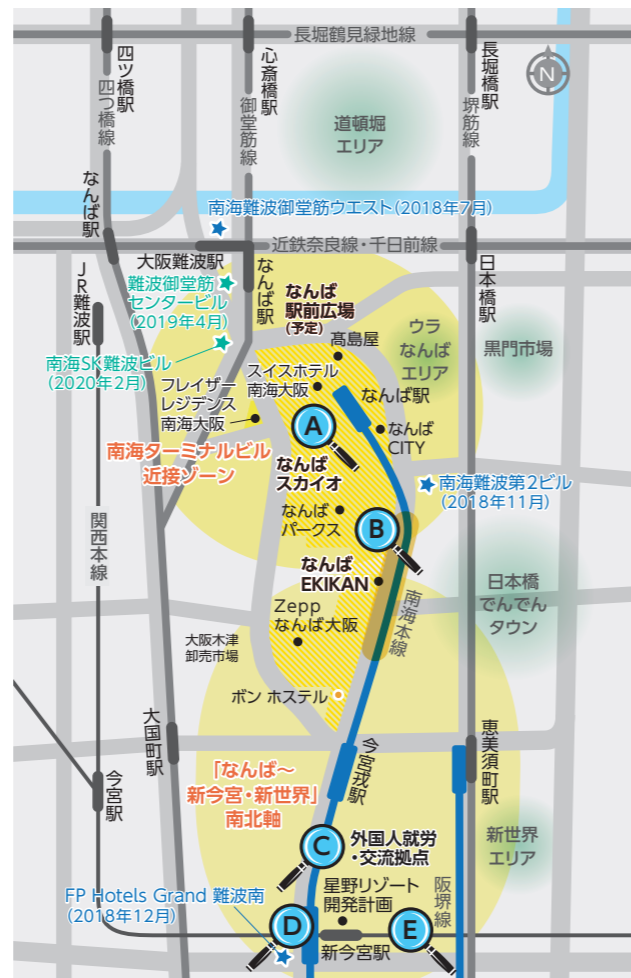 長堀鶴見緑地線
四ツ橋駅
四つ橋線
心斎橋駅
御堂筋線
長堀橋駅
堺筋線
N
道頓堀
エリア
なんば駅
南海難波御堂筋ウエスト(2018年7月)
近鉄奈良線・千日前線
大阪難波駅
なんば駅
日本橋駅
JR難波駅
難波御堂筋
センタービル
(2019年4月)
なんば
駅前広場
(予定)
南海SK難波ビル
(2020年2月)
髙島屋
ウラ
なんば
エリア
黒門市場
スイスホテル
南海大阪
フレイザー
レジデンス
南海大阪
なんば駅
なんば
CITY
A
南海ターミナルビル
近接ゾーン
なんば
スカイオ
南海難波第2ビル
(2018年11月)
なんば
パークス
B
関西本線
なんば
EKIKAN
南海本線
日本橋
でんでん
タウン
Zepp
なんば大阪
大阪木津
卸売市場
ボン ホステル
大国町駅
今宮駅
今宮戎駅
恵美須町駅
「なんば〜
新今宮・新世界」
南北軸
C
外国人就労
・交流拠点
新世界
エリア
阪堺線
FP Hotels Grand 難波南
(2018年12月)
星野リゾート
開発計画
D
E
新今宮駅